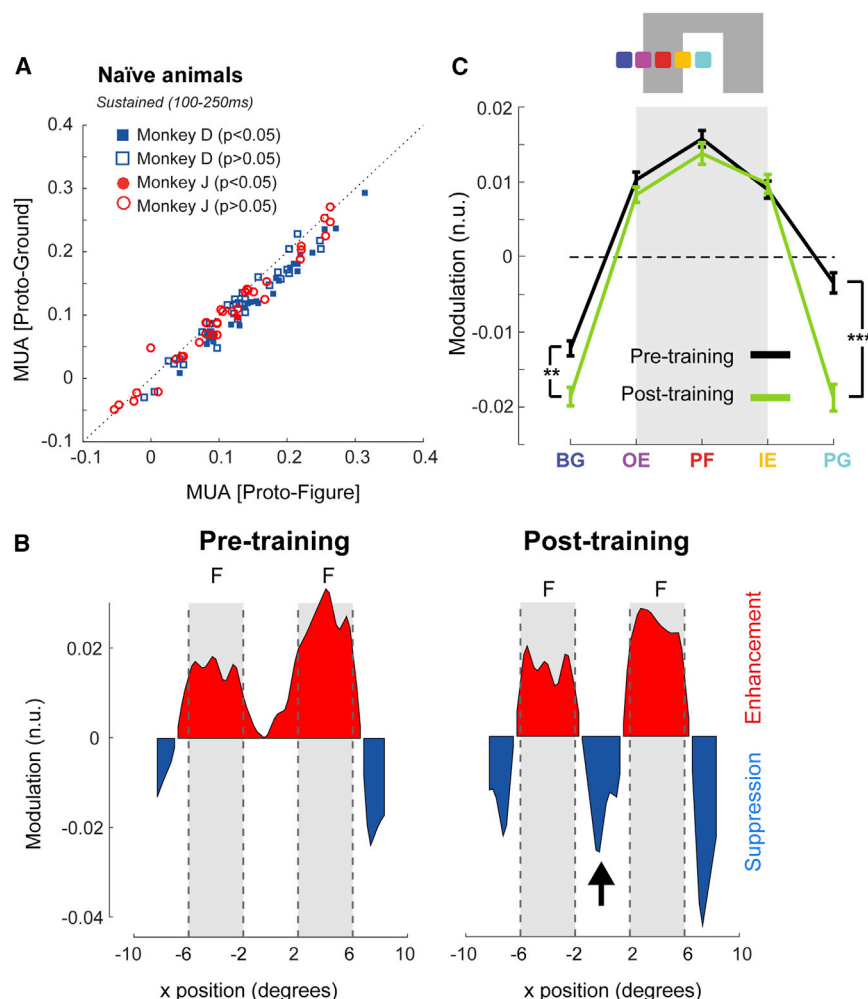 A
Naïve animals
Sustained (100-250ms)
Monkey D (p<0.05)
Monkey D (p>0.05)
Monkey J (p<0.05)
Monkey J (p>0.05)
0.4
0.3
0.2
0.1
0
-0.1
MUA [Proto-Ground]
-0.1 0 0.1 0.2 0.3 0.4
MUA [Proto-Figure]
C
0.02
0.01
0
-0.01
-0.02
Modulation (n.u.)
**
***
Pre-training
Post-training
BG OE PF IE PG
B
Pre-training
F F
0.02
0
-0.02
-0.04
Modulation (n.u.)
-10 -6 -2 2 6 10
x position (degrees)
Post-training
F F
Enhancement
Suppression
-10 -6 -2 2 6 10
x position (degrees)